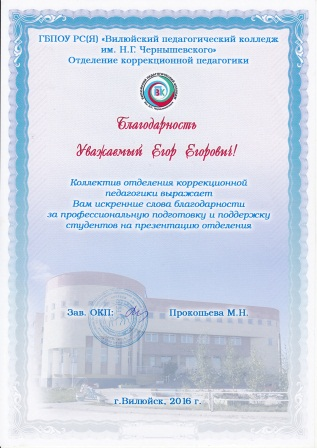 ГБПОУ РС(Я) «Вилюйский педагогический колледж
им. Н.Г. Чернышевского»
Отделение коррекционной педагогики
Благодарность
Уважаемый Егор Егорович!
Коллектив отделения коррекционной
педагогики выражает
Вам искренние слова благодарности
за профессиональную подготовку и поддержку
студентов на презентацию отделения
Зав. ОКП: Прокопьева М.Н.
г.Вилюйск, 2016 г.